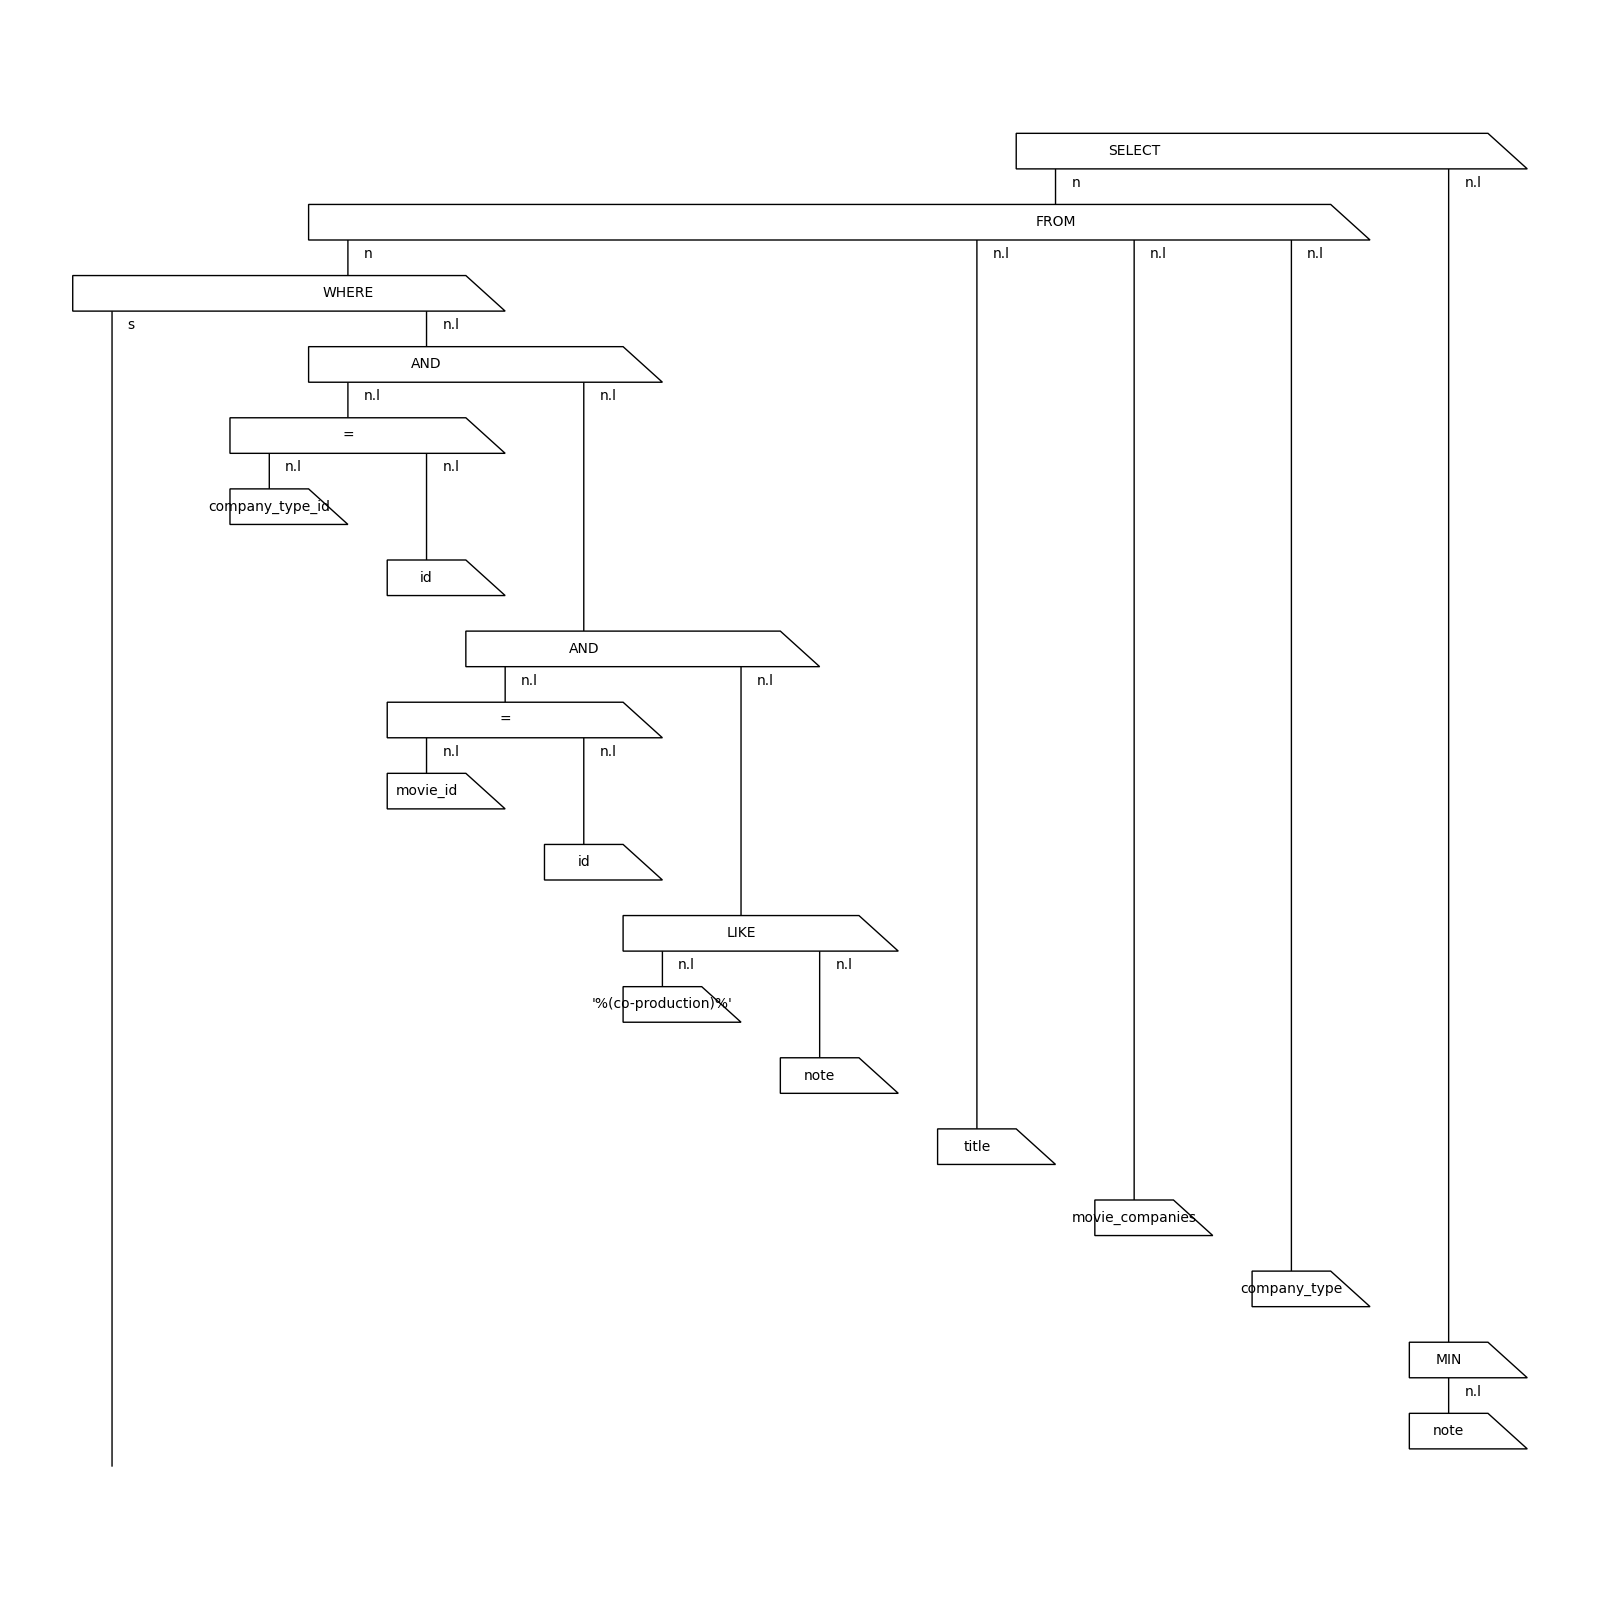 SELECT
n n.l
FROM
n n.l n.l n.l
WHERE
s n.l
AND
n.l n.l
=
n.l n.l
company_type_id
id
AND
n.l n.l
=
n.l n.l
movie_id
id
LIKE
n.l n.l
'%(co-production)%'
note
title
movie_companies
company_type
MIN
n.l
note